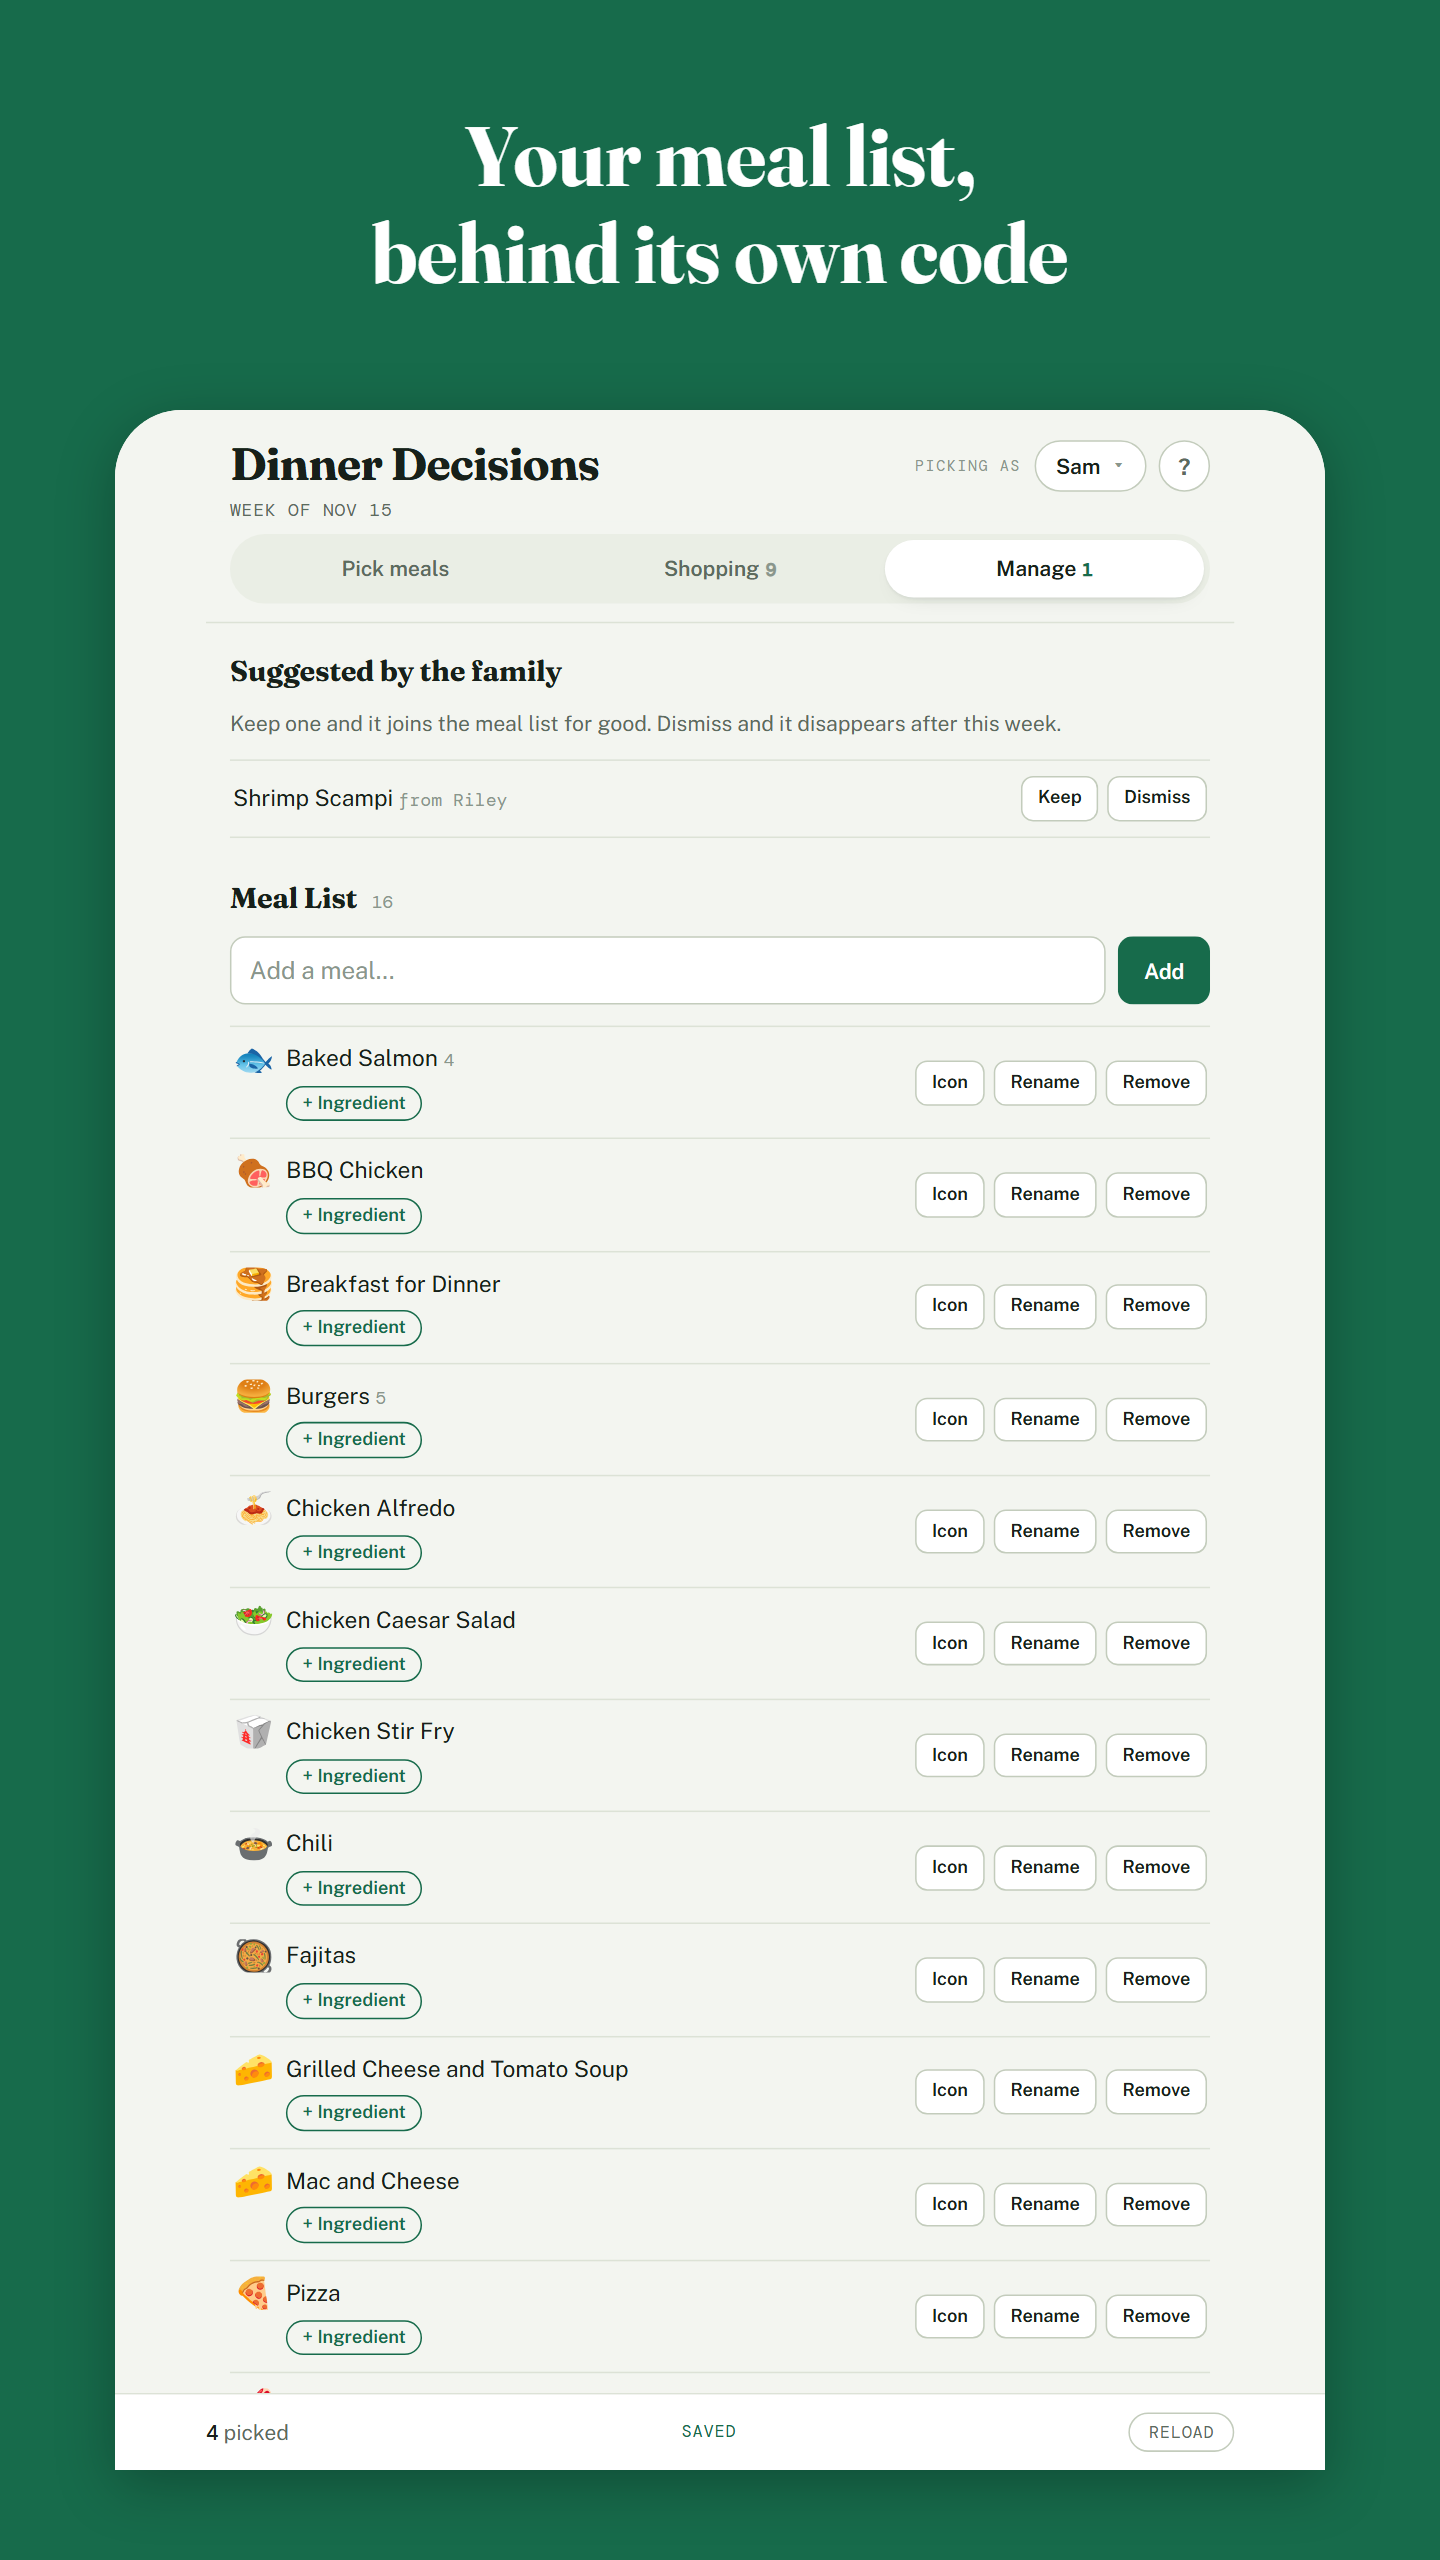 Your meal list,
behind its own code
Dinner Decisions
PICKING AS Sam ?
WEEK OF NOV 15
Pick meals Shopping 9 Manage 1
Suggested by the family
Keep one and it joins the meal list for good. Dismiss and it disappears after this week.
Shrimp Scampi from Riley Keep Dismiss
Meal List 16
Add a meal... Add
Baked Salmon 4
+ Ingredient
Icon Rename Remove
BBQ Chicken
+ Ingredient
Icon Rename Remove
Breakfast for Dinner
+ Ingredient
Icon Rename Remove
Burgers 5
+ Ingredient
Icon Rename Remove
Chicken Alfredo
+ Ingredient
Icon Rename Remove
Chicken Caesar Salad
+ Ingredient
Icon Rename Remove
Chicken Stir Fry
+ Ingredient
Icon Rename Remove
Chili
+ Ingredient
Icon Rename Remove
Fajitas
+ Ingredient
Icon Rename Remove
Grilled Cheese and Tomato Soup
+ Ingredient
Icon Rename Remove
Mac and Cheese
+ Ingredient
Icon Rename Remove
Pizza
+ Ingredient
Icon Rename Remove
4 picked SAVED RELOAD